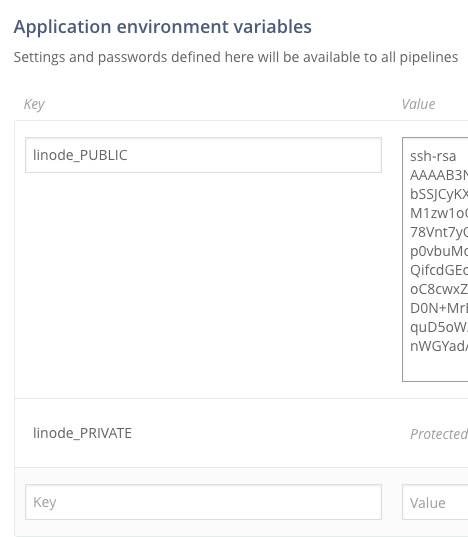 Application environment variables
Settings and passwords defined here will be available to all pipelines
Key Value
linode_PUBLIC
ssh-rsa
AAAAB3N
bSSJCyKX
M1zw1o
78Vnt7y
p0vbuM
QifcdGE
oC8cwxZ
D0N+Mr
quD5oW
nWGYad
linode_PRIVATE Protected
Key Value